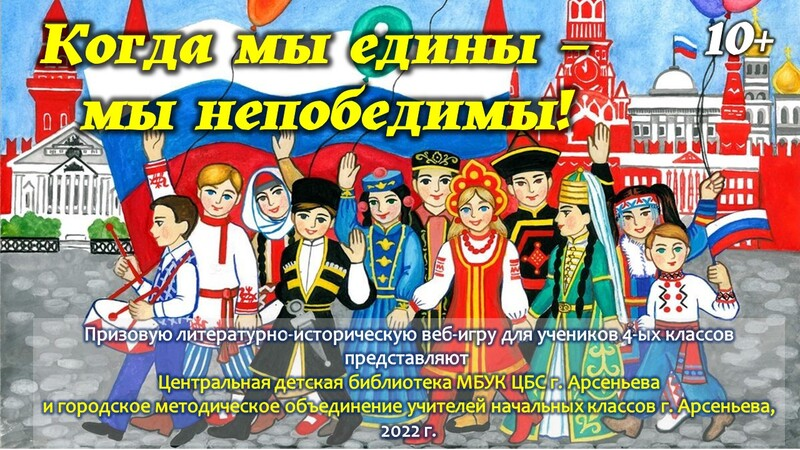 Когда мы едины –
мы непобедимы!
10+
Призовую литературно-историческую веб-игру для учеников 4-ых классов
представляют
Центральная детская библиотека МБУК ЦБС г. Арсеньева
и городское методическое объединение учителей начальных классов г. Арсеньева,
2022 г.